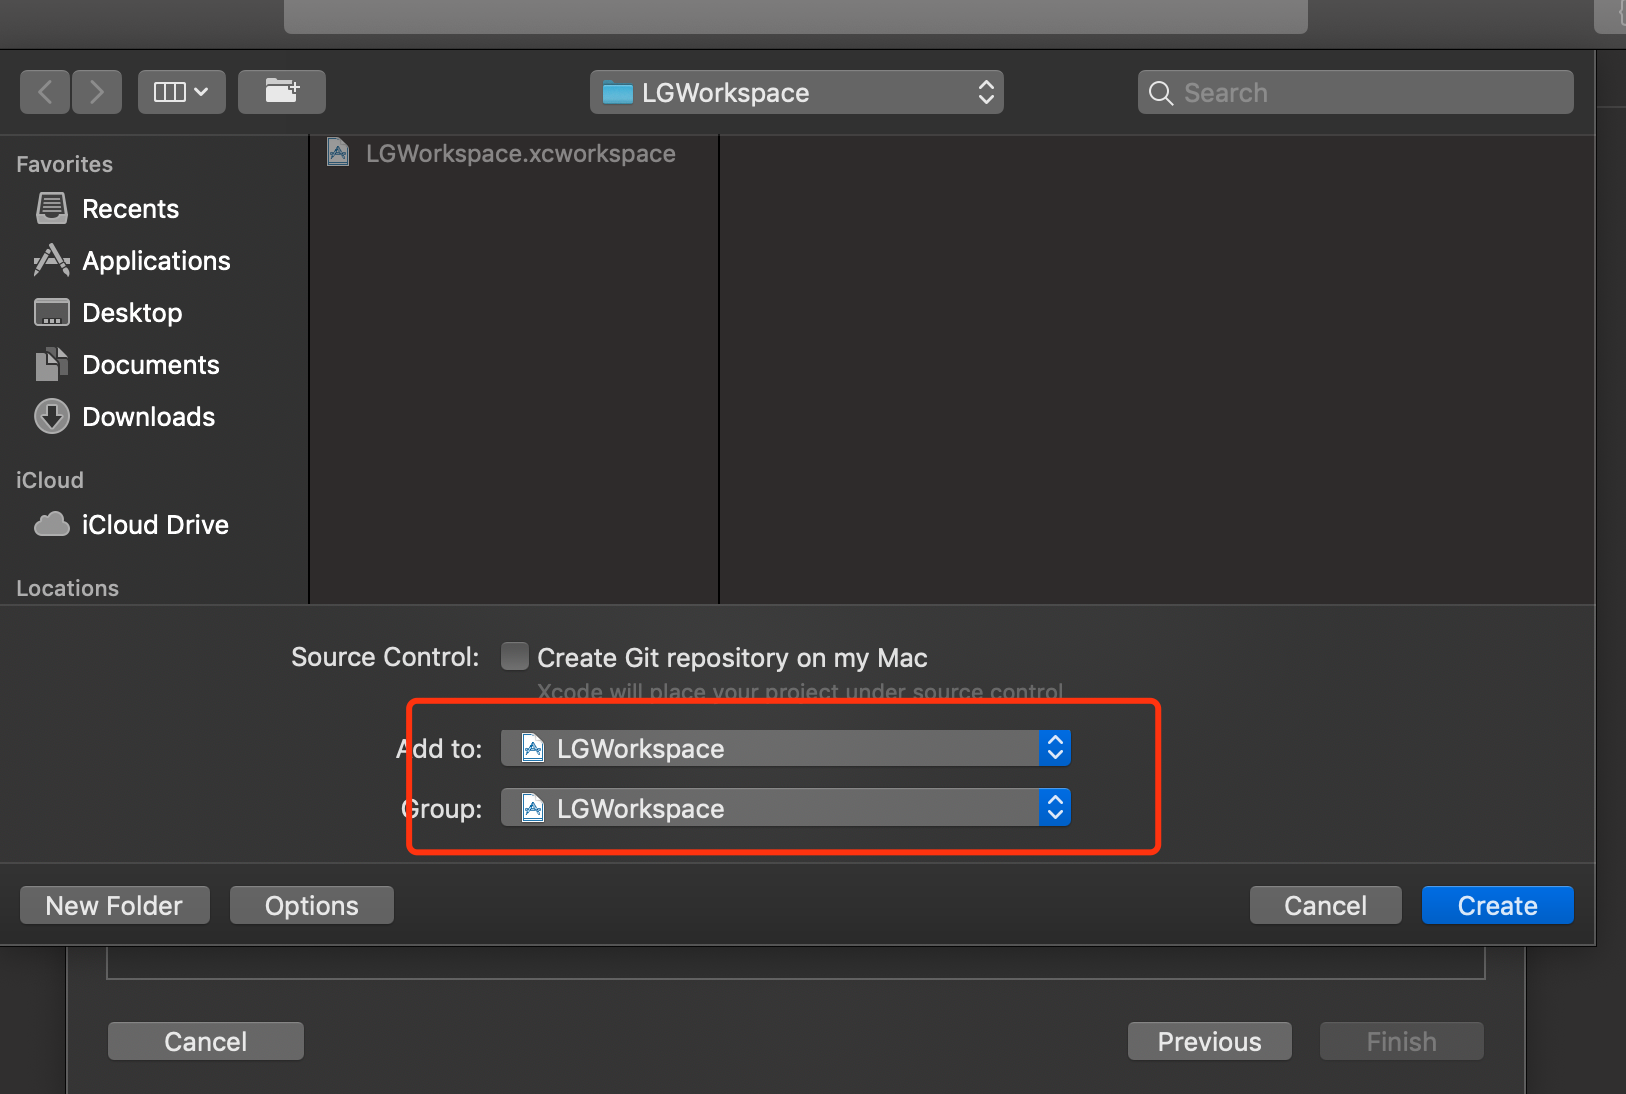 LGWorkspace
Search
Favorites
Recents
Applications
Desktop
Documents
Downloads
iCloud
iCloud Drive
Locations
LGWorkspace.xcworkspace
Source Control:
Create Git repository on my Mac
Xcode will place your project under source control
Add to:
LGWorkspace
Group:
LGWorkspace
New Folder
Options
Cancel
Create
Cancel
Previous
Finish